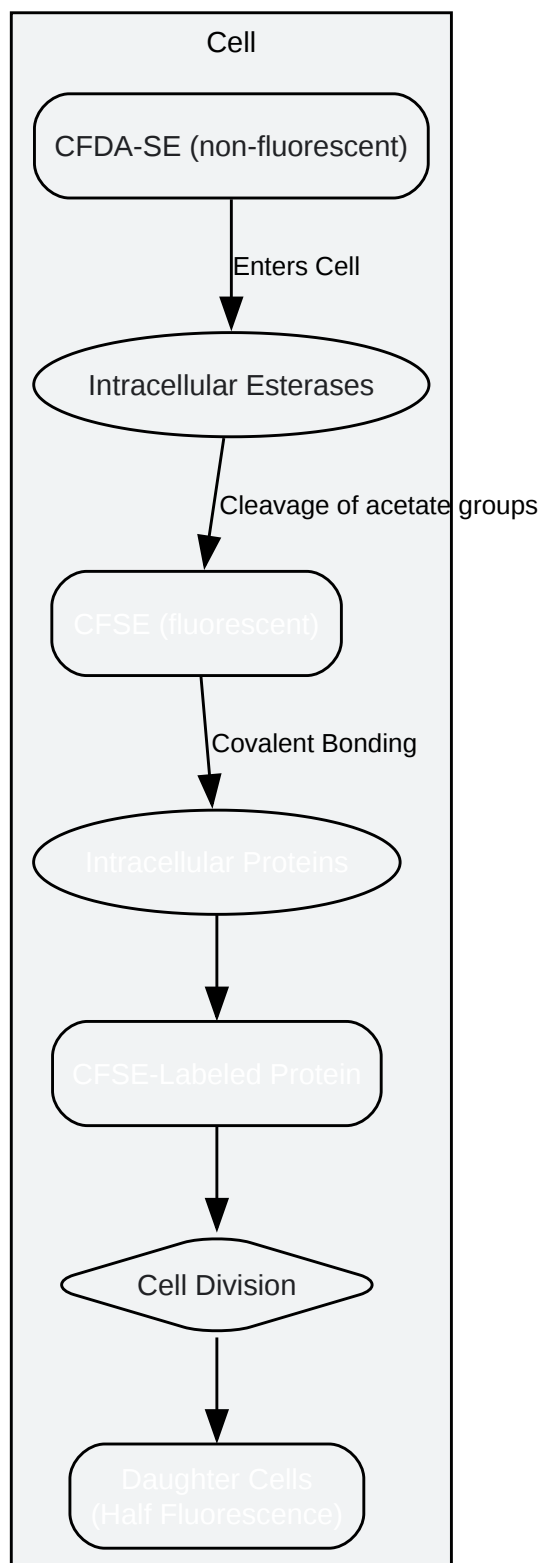 Cell
CFDA-SE (non-fluorescent)
Enters Cell
Intracellular Esterases
Cleavage of acetate groups
CFSE (fluorescent)
Covalent Bonding
Intracellular Proteins
CFSE-Labeled Protein
Cell Division
Daughter Cells
(Half Fluorescence)